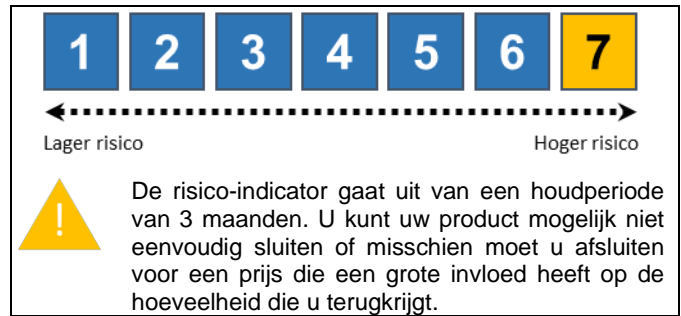 1 2 3 4 5 6 7
Lager risico Hoger risico
! De risico-indicator gaat uit van een houdperiode
van 3 maanden. U kunt uw product mogelijk niet
eenvoudig sluiten of misschien moet u afsluiten
voor een prijs die een grote invloed heeft op de
hoeveelheid die u terugkrijgt.